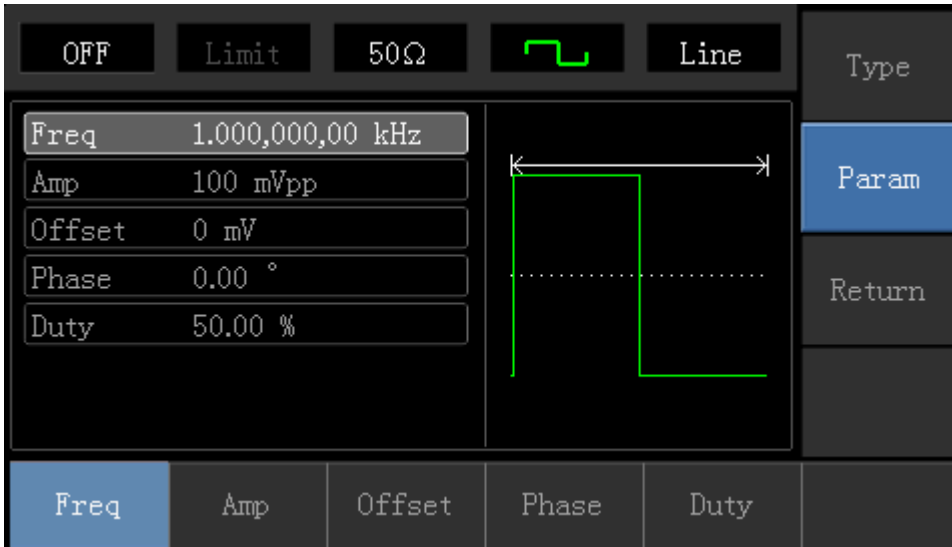 OFF Limit 50Ω Line
Type
Freq 1.000,000,00 kHz
Amp 100 mVpp
Param
Offset 0 mV
Phase 0.00 °
Return
Duty 50.00 %
Freq Amp Offset Phase Duty